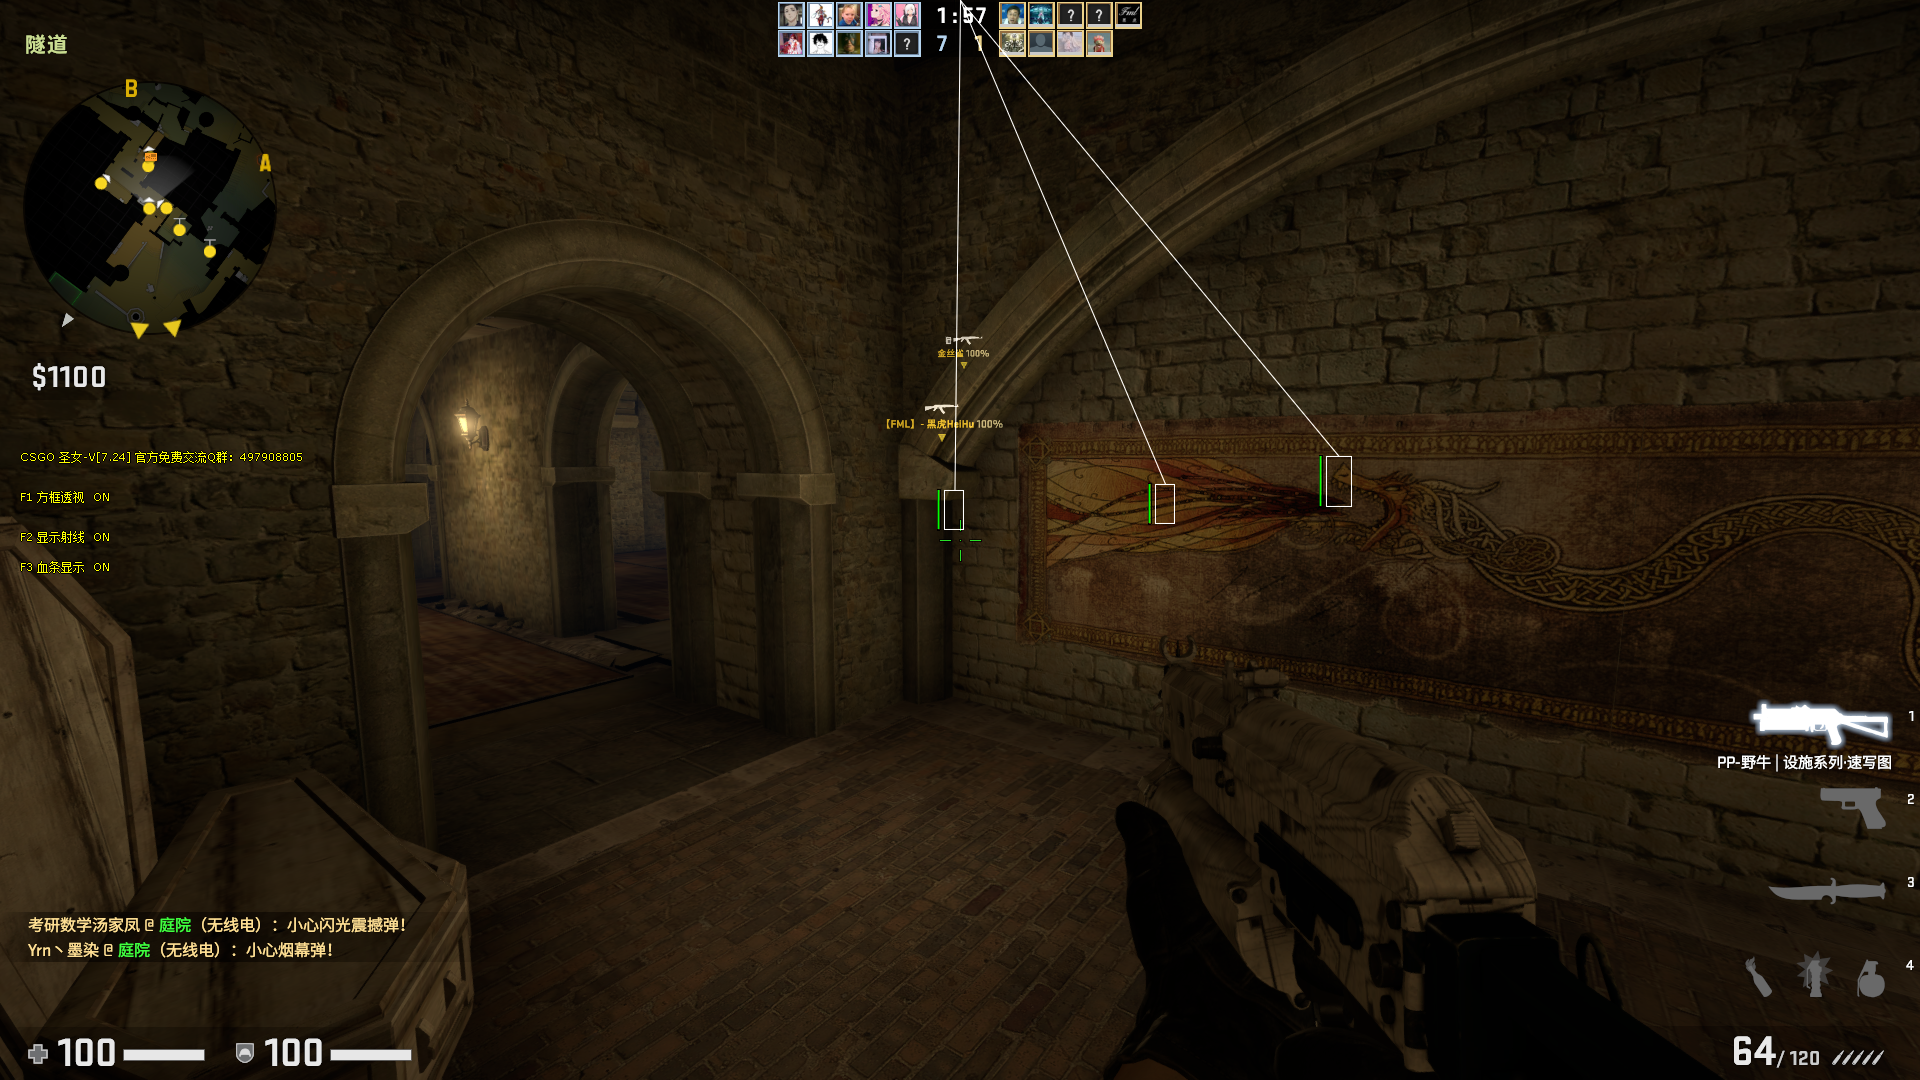 隧道
1:57
7 1
? ?
?
B
A
$1100
金丝雀 100%
【FML】- 黑虎HeiHu 100%
CSGO 圣女-V[7.24] 官方免费交流Q群：497908805
F1 方框透视 ON
F2 显示射线 ON
F3 血条显示 ON
1
PP-野牛 | 设施系列·速写图
2
3
4
考研数学汤家凤 @ 庭院（无线电）：小心闪光震撼弹！
Yrn丶墨染 @ 庭院（无线电）：小心烟幕弹！
100 100
64 / 120